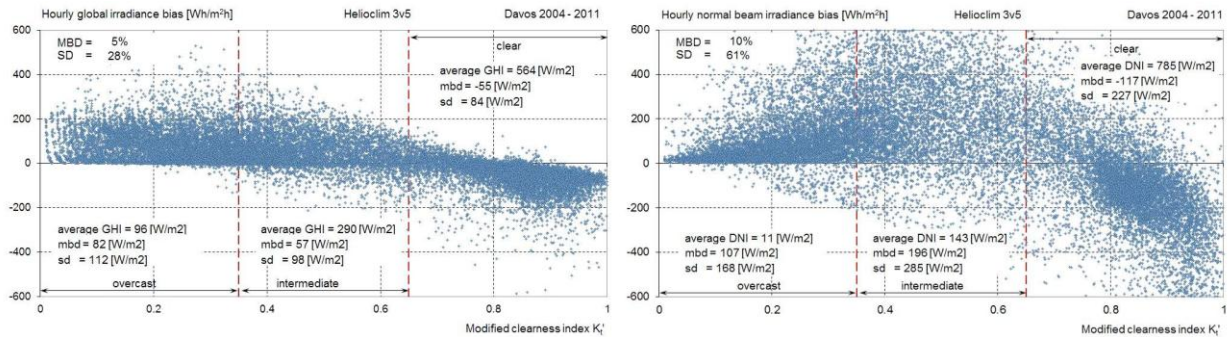 Hourly global irradiance bias [Wh/m²h] Helioclim 3v5 Davos 2004 - 2011
600
MBD = 5%
SD = 28%
clear
average GHI = 564 [W/m2]
mbd = -55 [W/m2]
sd = 84 [W/m2]
400
200
0
-200
average GHI = 96 [W/m2]
mbd = 82 [W/m2]
sd = 112 [W/m2]
average GHI = 290 [W/m2]
mbd = 57 [W/m2]
sd = 98 [W/m2]
-400
overcast intermediate
-600
0 0.2 0.4 0.6 0.8 1
Modified clearness index Kt'
Hourly normal beam irradiance bias [Wh/m²h] Helioclim 3v5 Davos 2004 - 2011
600
MBD = 10%
SD = 61%
clear
average DNI = 785 [W/m2]
mbd = -117 [W/m2]
sd = 227 [W/m2]
400
200
0
-200
average DNI = 11 [W/m2]
mbd = 107 [W/m2]
sd = 168 [W/m2]
average DNI = 143 [W/m2]
mbd = 196 [W/m2]
sd = 285 [W/m2]
-400
overcast intermediate
-600
0 0.2 0.4 0.6 0.8 1
Modified clearness index Kt'